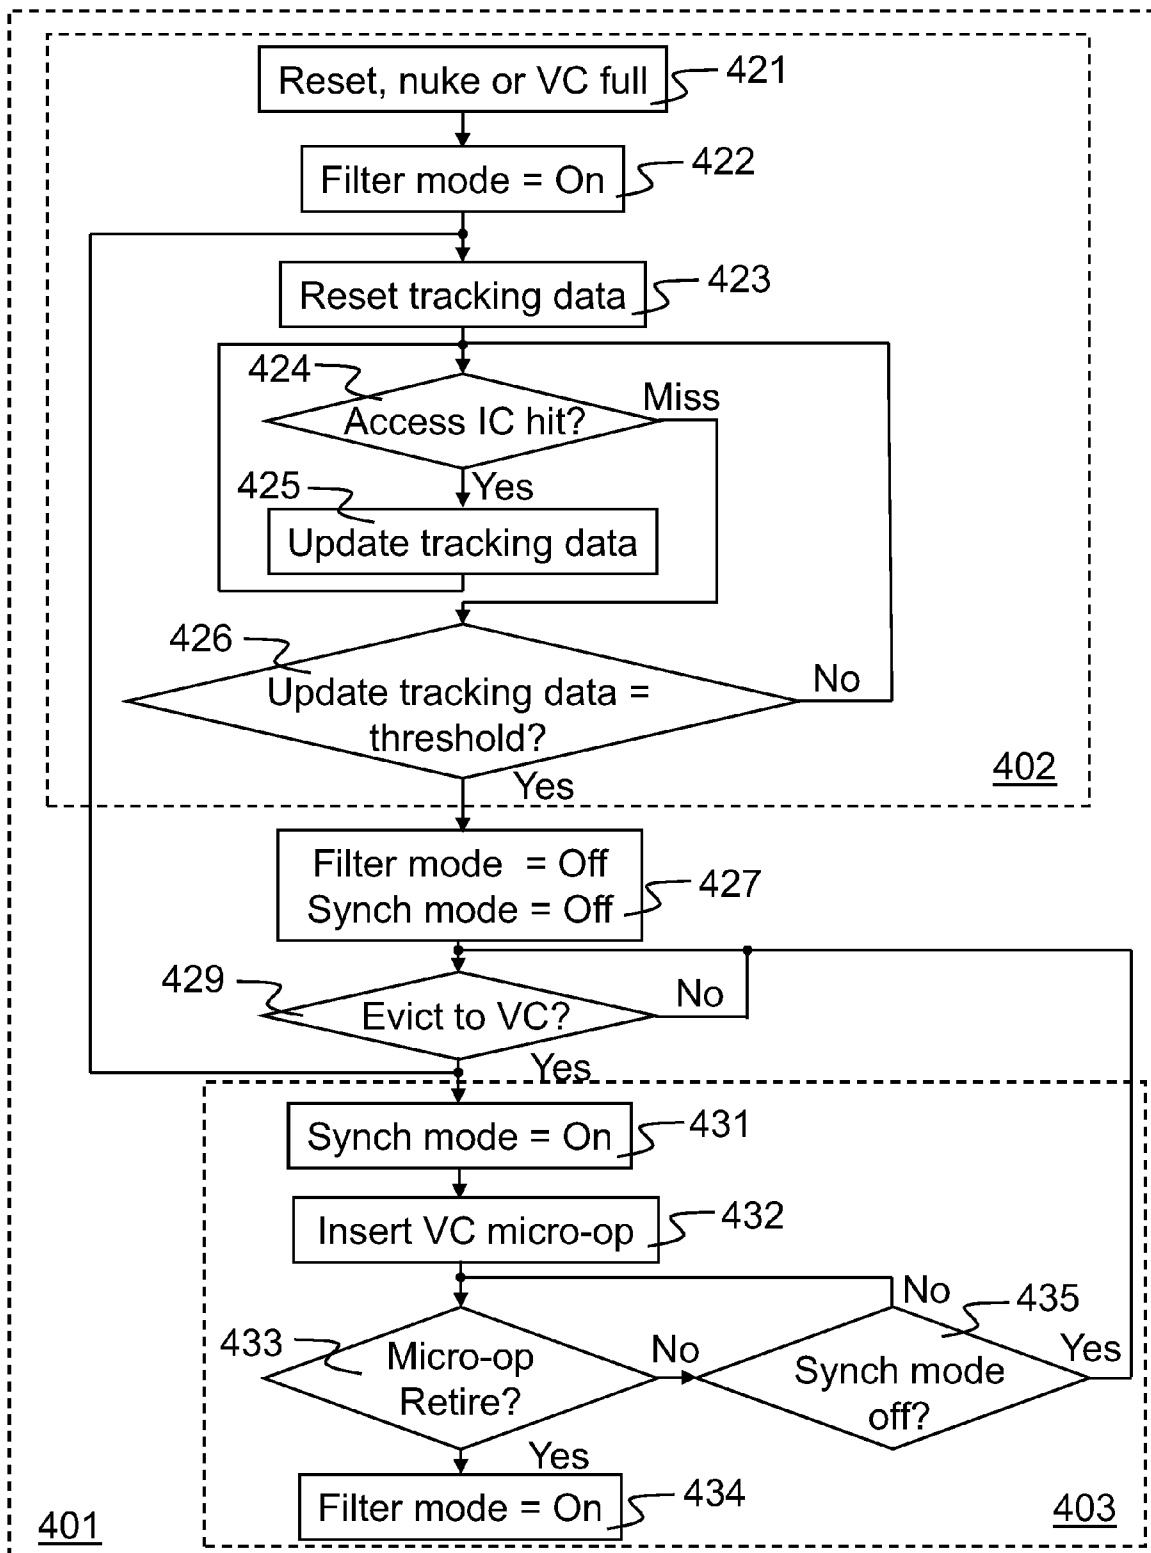 Reset, nuke or VC full
421
Filter mode = On
422
Reset tracking data
423
424
Access IC hit?
Miss
Yes
425
Update tracking data
426
Update tracking data =
threshold?
No
Yes
402
Filter mode = Off
Synch mode = Off
427
429
Evict to VC?
No
Yes
Synch mode = On
431
Insert VC micro-op
432
433
Micro-op
Retire?
No
No
435
Synch mode
off?
Yes
Yes
Filter mode = On
434
401
403